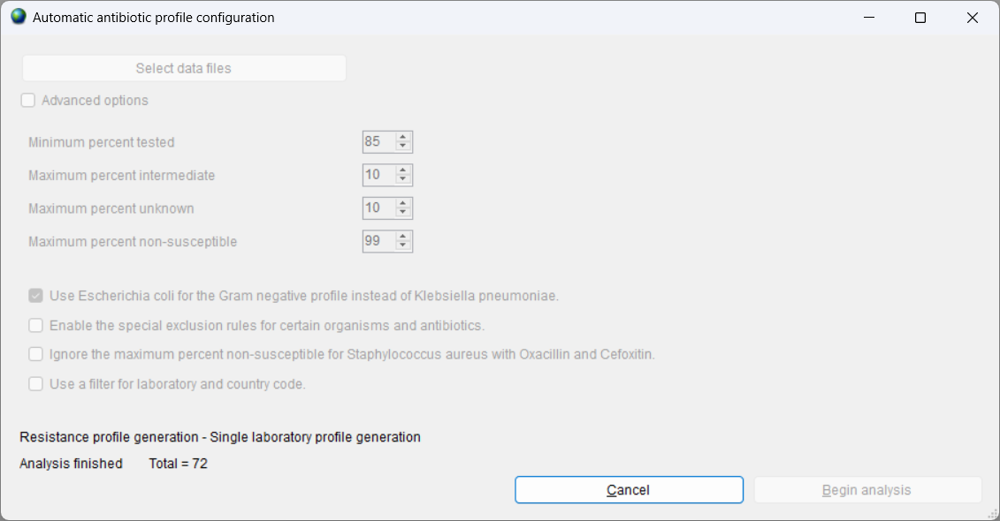 Automatic antibiotic profile configuration
Select data files
Advanced options
Minimum percent tested 85
Maximum percent intermediate 10
Maximum percent unknown 10
Maximum percent non-susceptible 99
Use Escherichia coli for the Gram negative profile instead of Klebsiella pneumoniae.
Enable the special exclusion rules for certain organisms and antibiotics.
Ignore the maximum percent non-susceptible for Staphylococcus aureus with Oxacillin and Cefoxitin.
Use a filter for laboratory and country code.
Resistance profile generation - Single laboratory profile generation
Analysis finished Total = 72
Cancel Begin analysis